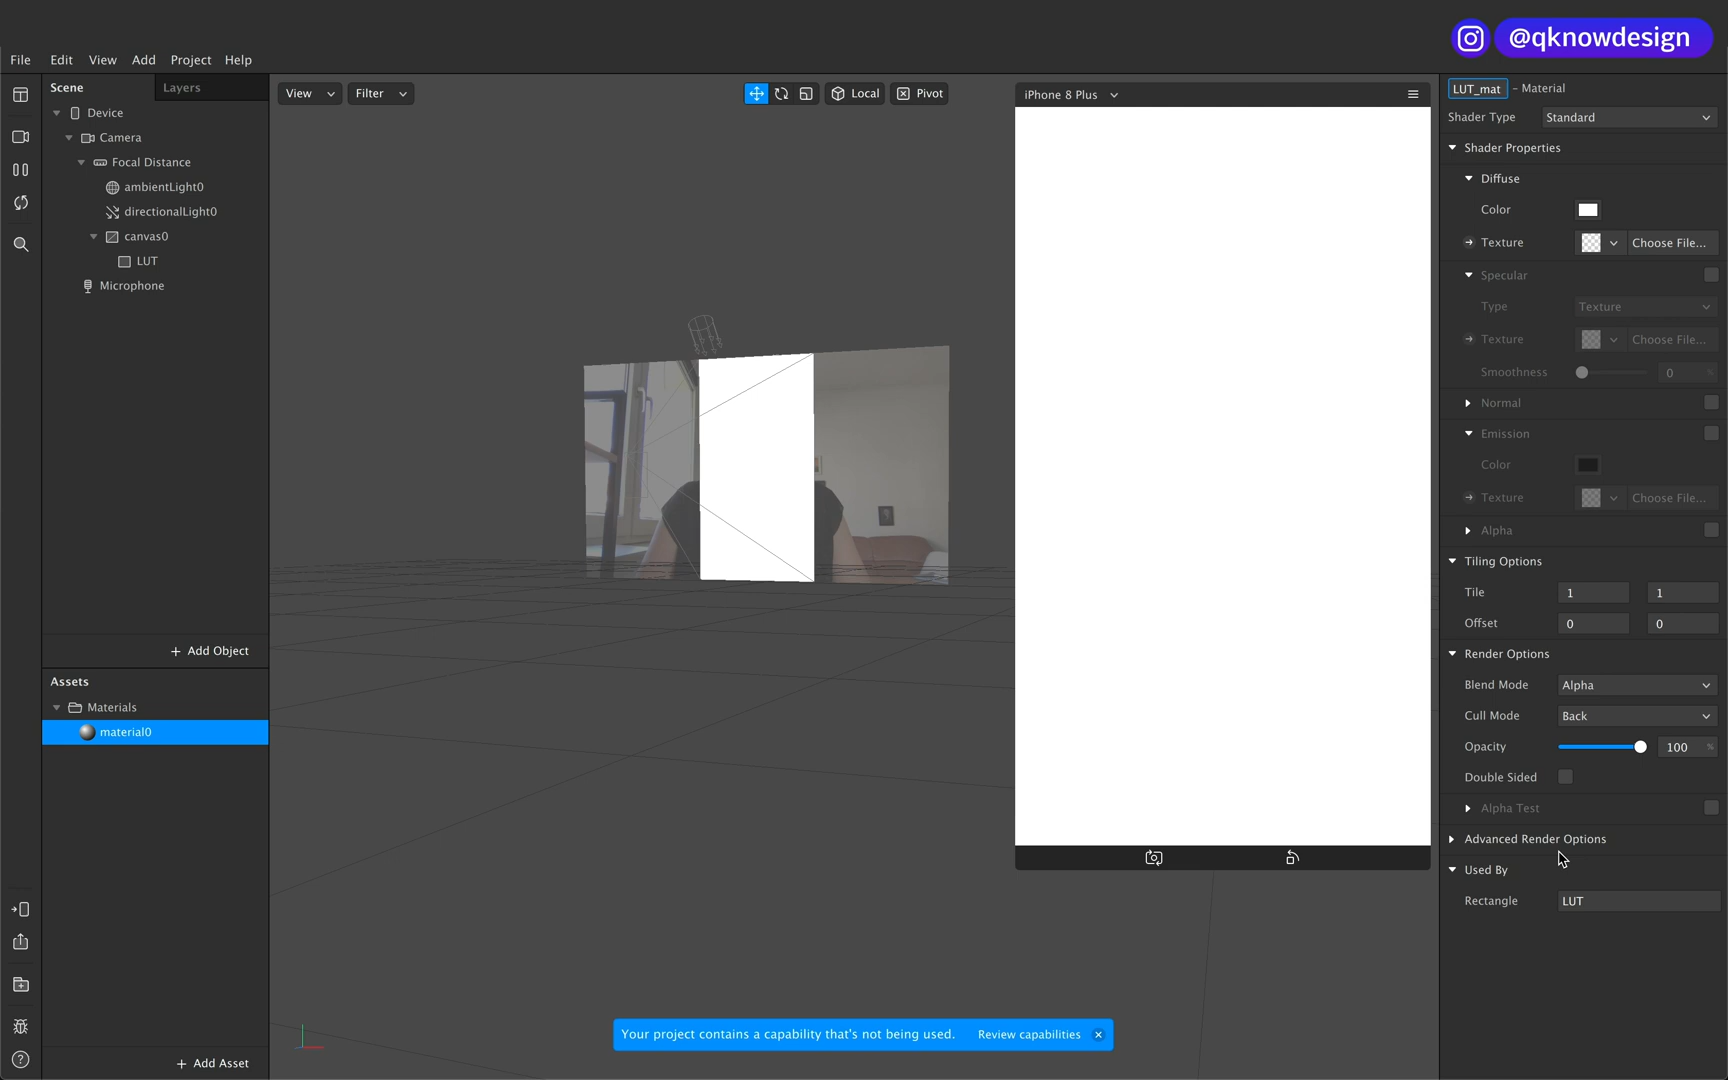 @qknowdesign
File Edit View Add Project Help
Scene Layers
Device
Camera
Focal Distance
ambientLight0
directionalLight0
canvas0
LUT
Microphone
+ Add Object
Assets
Materials
material0
+ Add Asset
View Filter Local Pivot
iPhone 8 Plus
Your project contains a capability that's not being used. Review capabilities
LUT_mat - Material
Shader Type Standard
Shader Properties
Diffuse
Color
Texture Choose File...
Specular
Type Texture
Texture Choose File...
Smoothness 0 %
Normal
Emission
Color
Texture Choose File...
Alpha
Tiling Options
Tile 1 1
Offset 0 0
Render Options
Blend Mode Alpha
Cull Mode Back
Opacity 100 %
Double Sided
Alpha Test
Advanced Render Options
Used By
Rectangle LUT